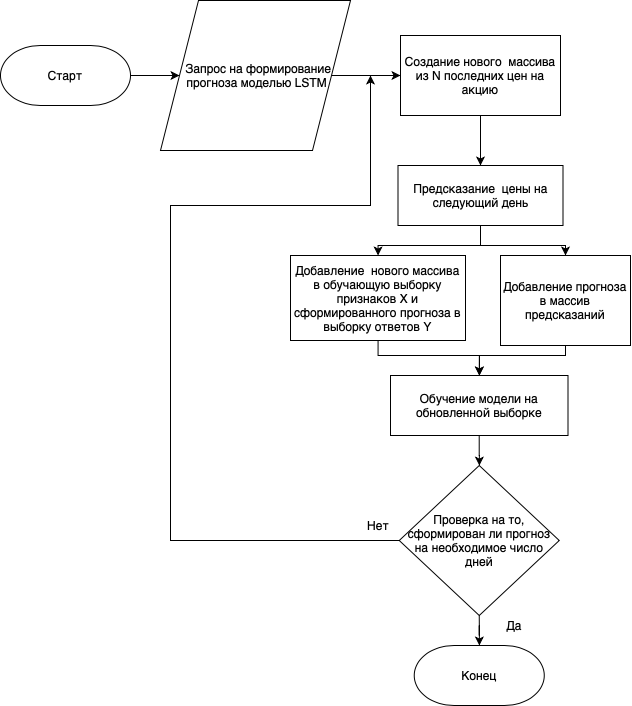 Старт
Запрос на формирование
прогноза моделью LSTM
Создание нового массива
из N последних цен на
акцию
Предсказание цены на
следующий день
Добавление нового массива
в обучающую выборку
признаков X и
сформированного прогноза в
выборку ответов Y
Добавление прогноза
в массив
предсказаний
Обучение модели на
обновленной выборке
Нет
Проверка на то,
сформирован ли прогноз
на необходимое число
дней
Да
Конец